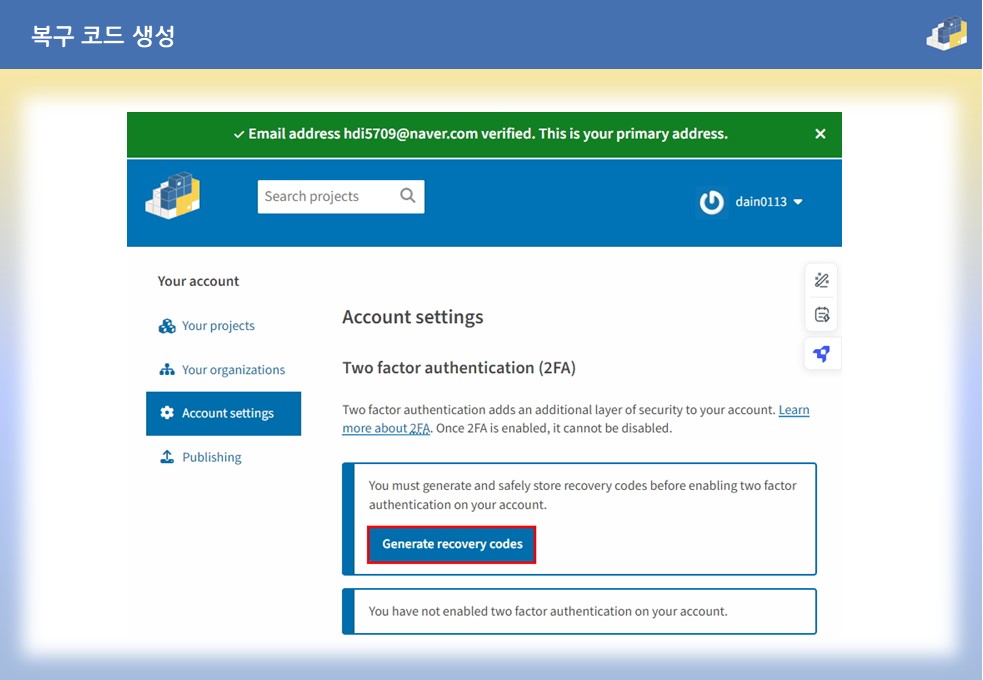 복구 코드 생성
Email address hdi5709@naver.com verified. This is your primary address.
Search projects
dain0113
Your account
Your projects
Your organizations
Account settings
Publishing
Account settings
Two factor authentication (2FA)
Two factor authentication adds an additional layer of security to your account. Learn
more about 2FA. Once 2FA is enabled, it cannot be disabled.
You must generate and safely store recovery codes before enabling two factor
authentication on your account.
Generate recovery codes
You have not enabled two factor authentication on your account.